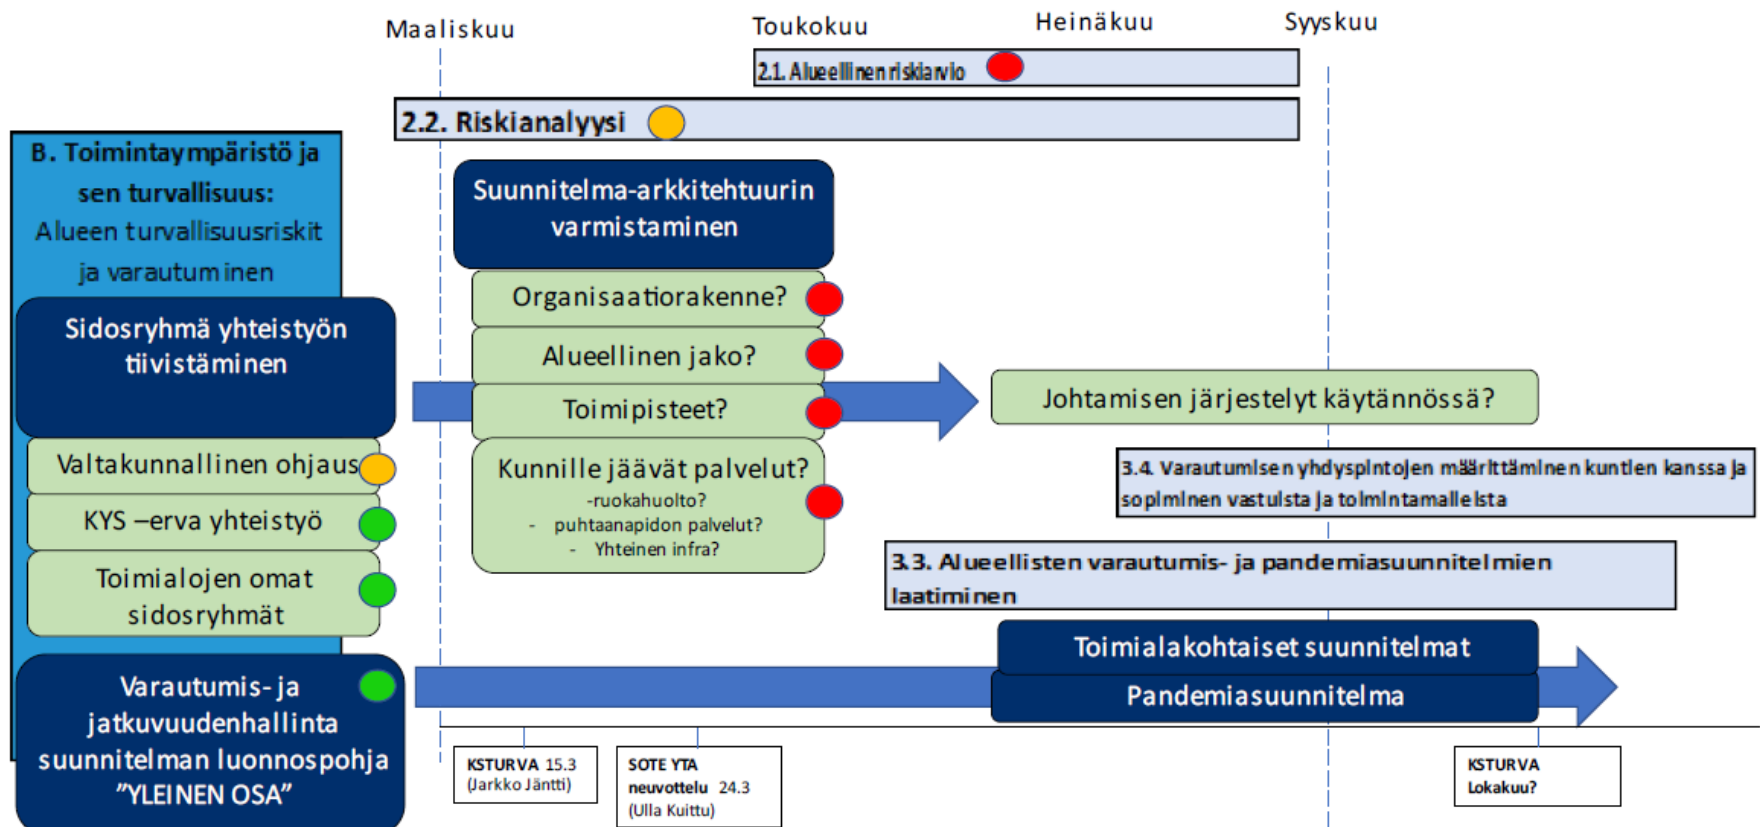 Maaliskuu
Toukokuu
Heinäkuu
Syyskuu
2.1. Alueellinen riskiarvio
2.2. Riskianalyysi
B. Toimintaympäristö ja
sen turvallisuus:
Alueen turvallisuusriskit
ja varautuminen
Sidosryhmä yhteistyön
tiivistäminen
Valtakunnallinen ohjaus
KYS –erva yhteistyö
Toimialojen omat
sidosryhmät
Varautumis- ja
jatkuvuudenhallinta
suunnitelman luonnospohja
”YLEINEN OSA”
Suunnitelma-arkkitehtuurin
varmistaminen
Organisaatiorakenne?
Alueellinen jako?
Toimipisteet?
Kunnille jäävät palvelut?
-ruokahuolto?
- puhtaanapidon palvelut?
- Yhteinen infra?
Johtamisen järjestelyt käytännössä?
3.4. Varautumisen yhdyspintojen määrittäminen kuntien kanssa ja
sopiminen vastuista ja toimintamalleista
3.3. Alueellisten varautumis- ja pandemiasuunnitelmien
laatiminen
Toimialakohtaiset suunnitelmat
Pandemiasuunnitelma
KSTURVA 15.3
(Jarkko Jäntti)
SOTE YTA
neuvottelu 24.3
(Ulla Kuittu)
KSTURVA
Lokakuu?